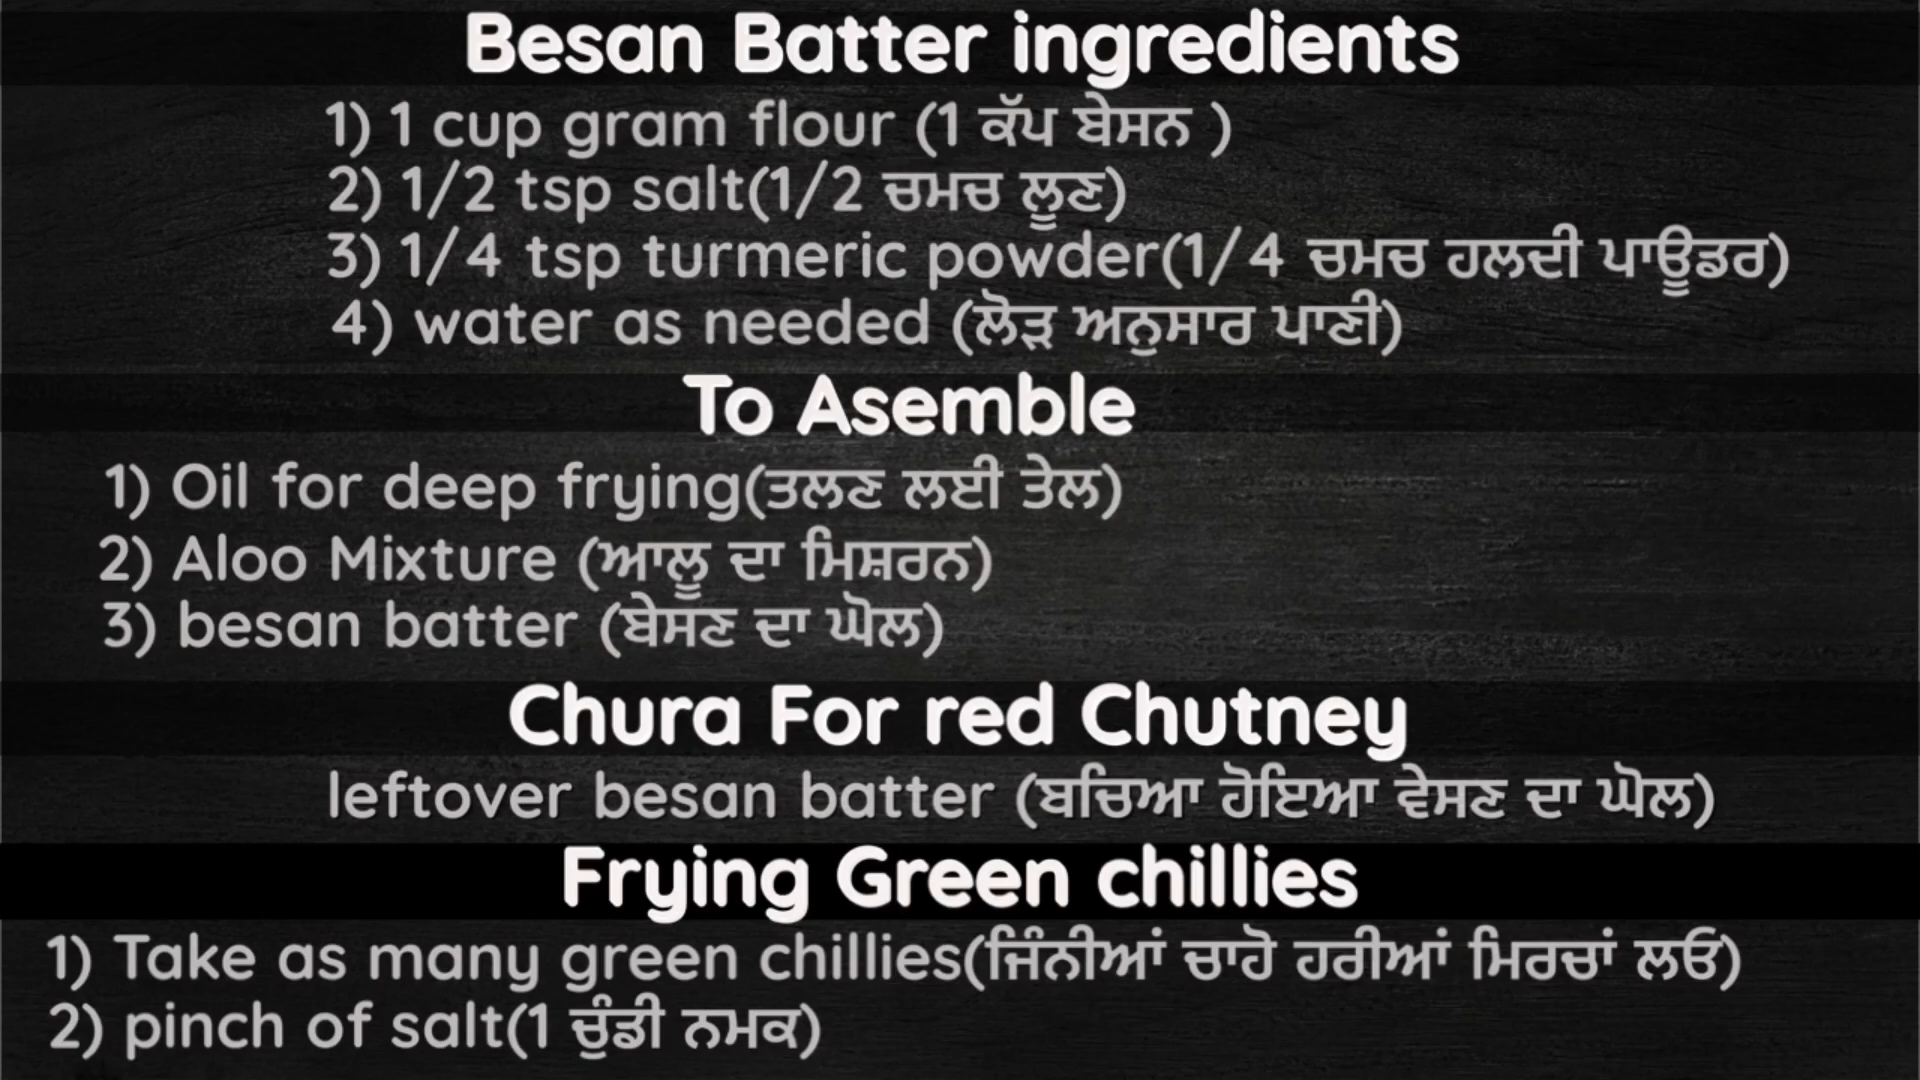 Besan Batter ingredients
1) 1 cup gram flour (1 ਕੱਪ ਬੇਸਨ )
2) 1/2 tsp salt(1/2 ਚਮਚ ਲੂਣ)
3) 1/4 tsp turmeric powder(1/4 ਚਮਚ ਹਲਦੀ ਪਾਊਡਰ)
4) water as needed (ਲੋੜ ਅਨੁਸਾਰ ਪਾਣੀ)
To Asemble
1) Oil for deep frying(ਤਲਣ ਲਈ ਤੇਲ)
2) Aloo Mixture (ਆਲੂ ਦਾ ਮਿਸ਼ਰਨ)
3) besan batter (ਬੇਸਣ ਦਾ ਘੋਲ)
Chura For red Chutney
leftover besan batter (ਬਚਿਆ ਹੋਇਆ ਵੇਸਣ ਦਾ ਘੋਲ)
Frying Green chillies
1) Take as many green chillies(ਜਿੰਨੀਆਂ ਚਾਹੋ ਹਰੀਆਂ ਮਿਰਚਾਂ ਲਓ)
2) pinch of salt(1 ਚੁੰਡੀ ਨਮਕ)